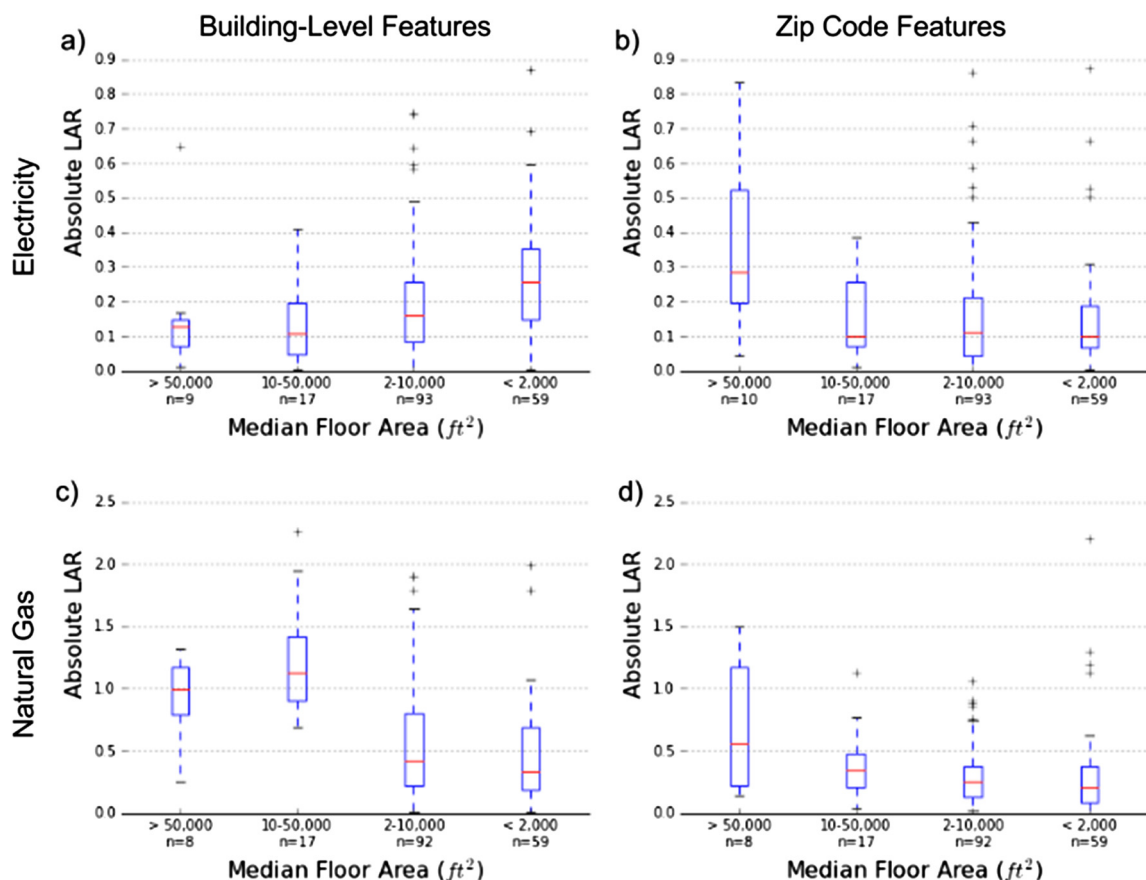 Building-Level Features
Zip Code Features
Electricity
Natural Gas
a)
Absolute LAR
0.9
0.8
0.7
0.6
0.5
0.4
0.3
0.2
0.1
0.0
> 50,000 10-50,000 2-10,000 < 2,000
n=9 n=17 n=93 n=59
Median Floor Area (ft²)
b)
Absolute LAR
0.9
0.8
0.7
0.6
0.5
0.4
0.3
0.2
0.1
0.0
> 50,000 10-50,000 2-10,000 < 2,000
n=10 n=17 n=93 n=59
Median Floor Area (ft²)
c)
Absolute LAR
2.5
2.0
1.5
1.0
0.5
0.0
> 50,000 10-50,000 2-10,000 < 2,000
n=8 n=17 n=92 n=59
Median Floor Area (ft²)
d)
Absolute LAR
2.5
2.0
1.5
1.0
0.5
0.0
> 50,000 10-50,000 2-10,000 < 2,000
n=8 n=17 n=92 n=59
Median Floor Area (ft²)